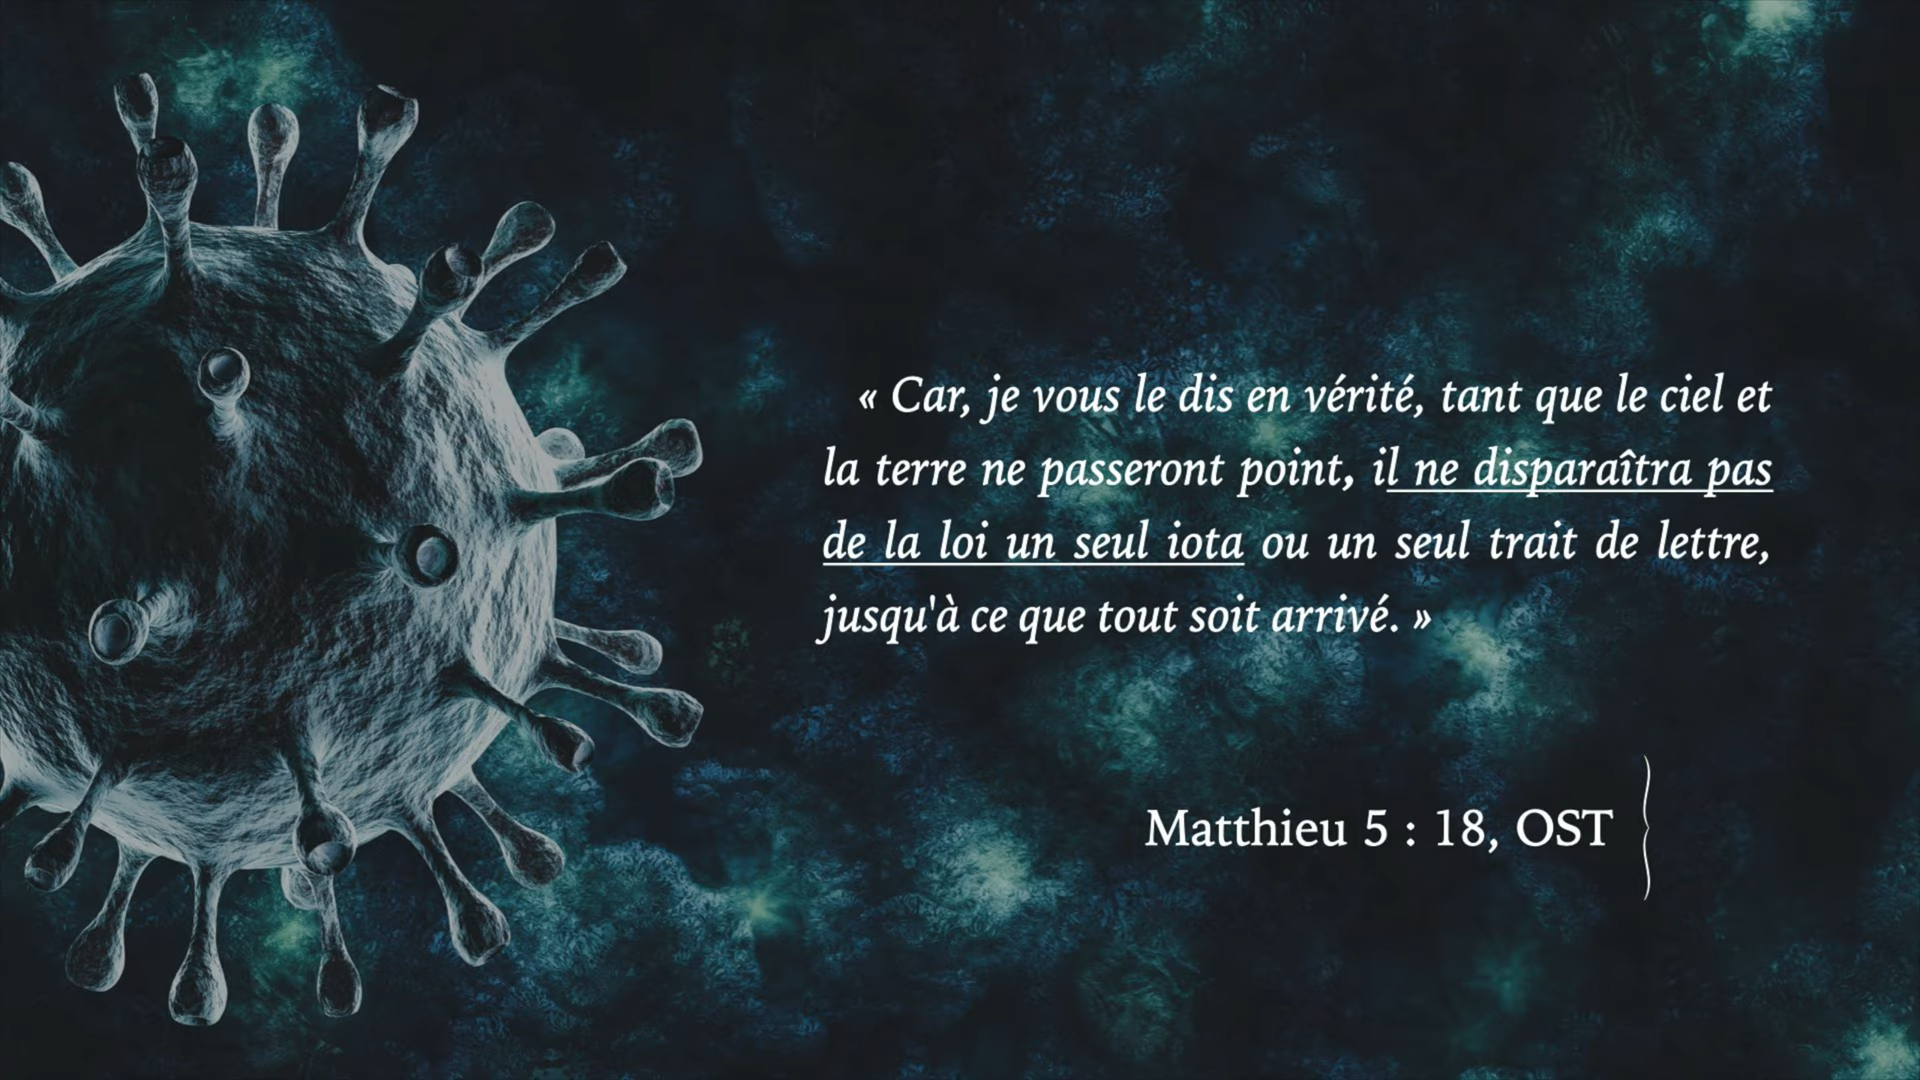 « Car, je vous le dis en vérité, tant que le ciel et
la terre ne passeront point, il ne disparaîtra pas
de la loi un seul iota ou un seul trait de lettre,
jusqu'à ce que tout soit arrivé. »
Matthieu 5 : 18, OST